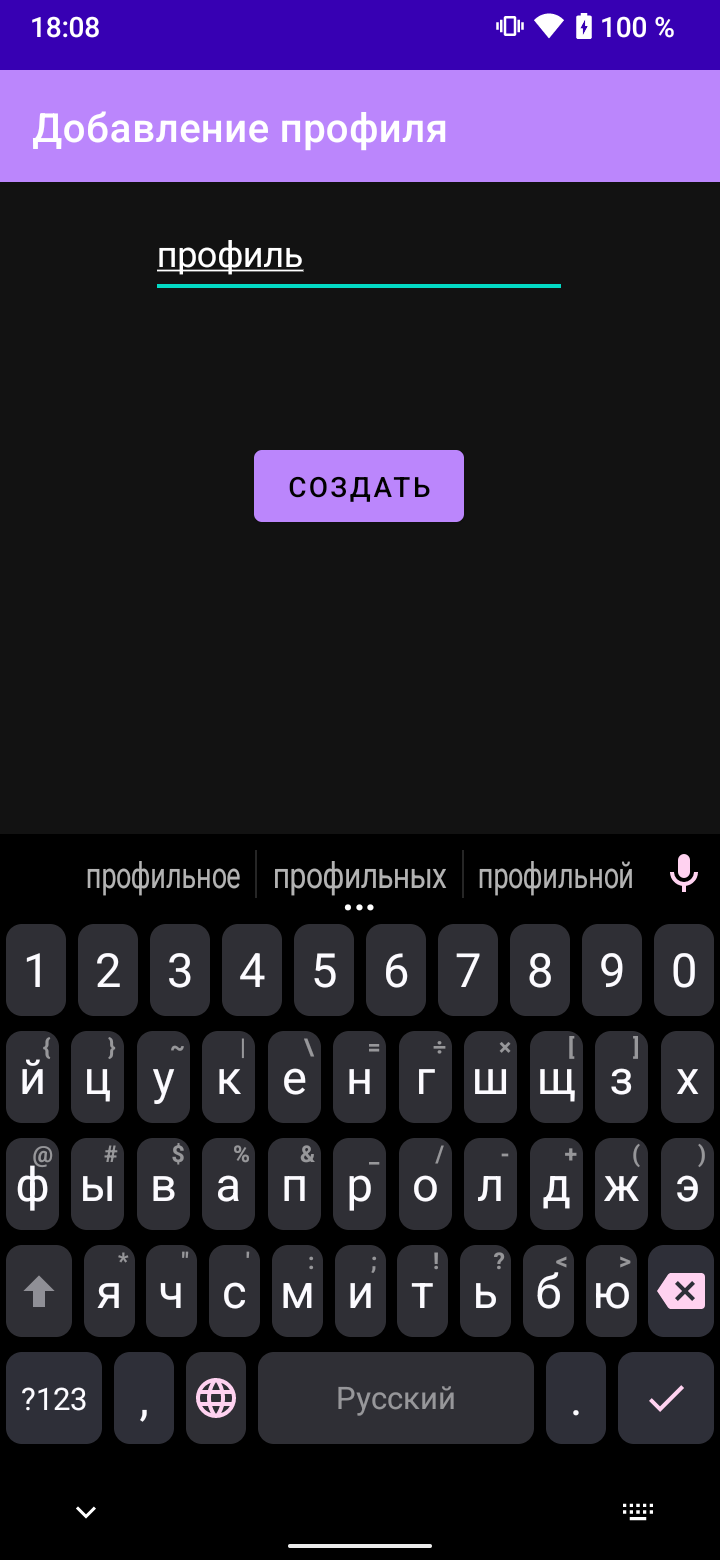 18:08 100 %
Добавление профиля
профиль
СОЗДАТЬ
профильное профильных профильной
1 2 3 4 5 6 7 8 9 0
{ } ~ | \ = ÷ × [ ]
й ц у к е н г ш щ з х
@ # $ % & _ / - + ( )
ф ы в а п р о л д ж э
* " ' : ; ! ? < >
я ч с м и т ь б ю
?123 , Русский .